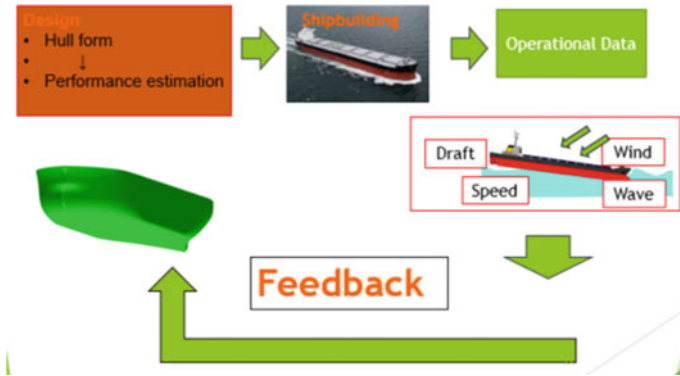 Design
• Hull form
• ↓
• Performance estimation
Shipbuilding
Operational Data
Draft
Wind
Speed
Wave
Feedback